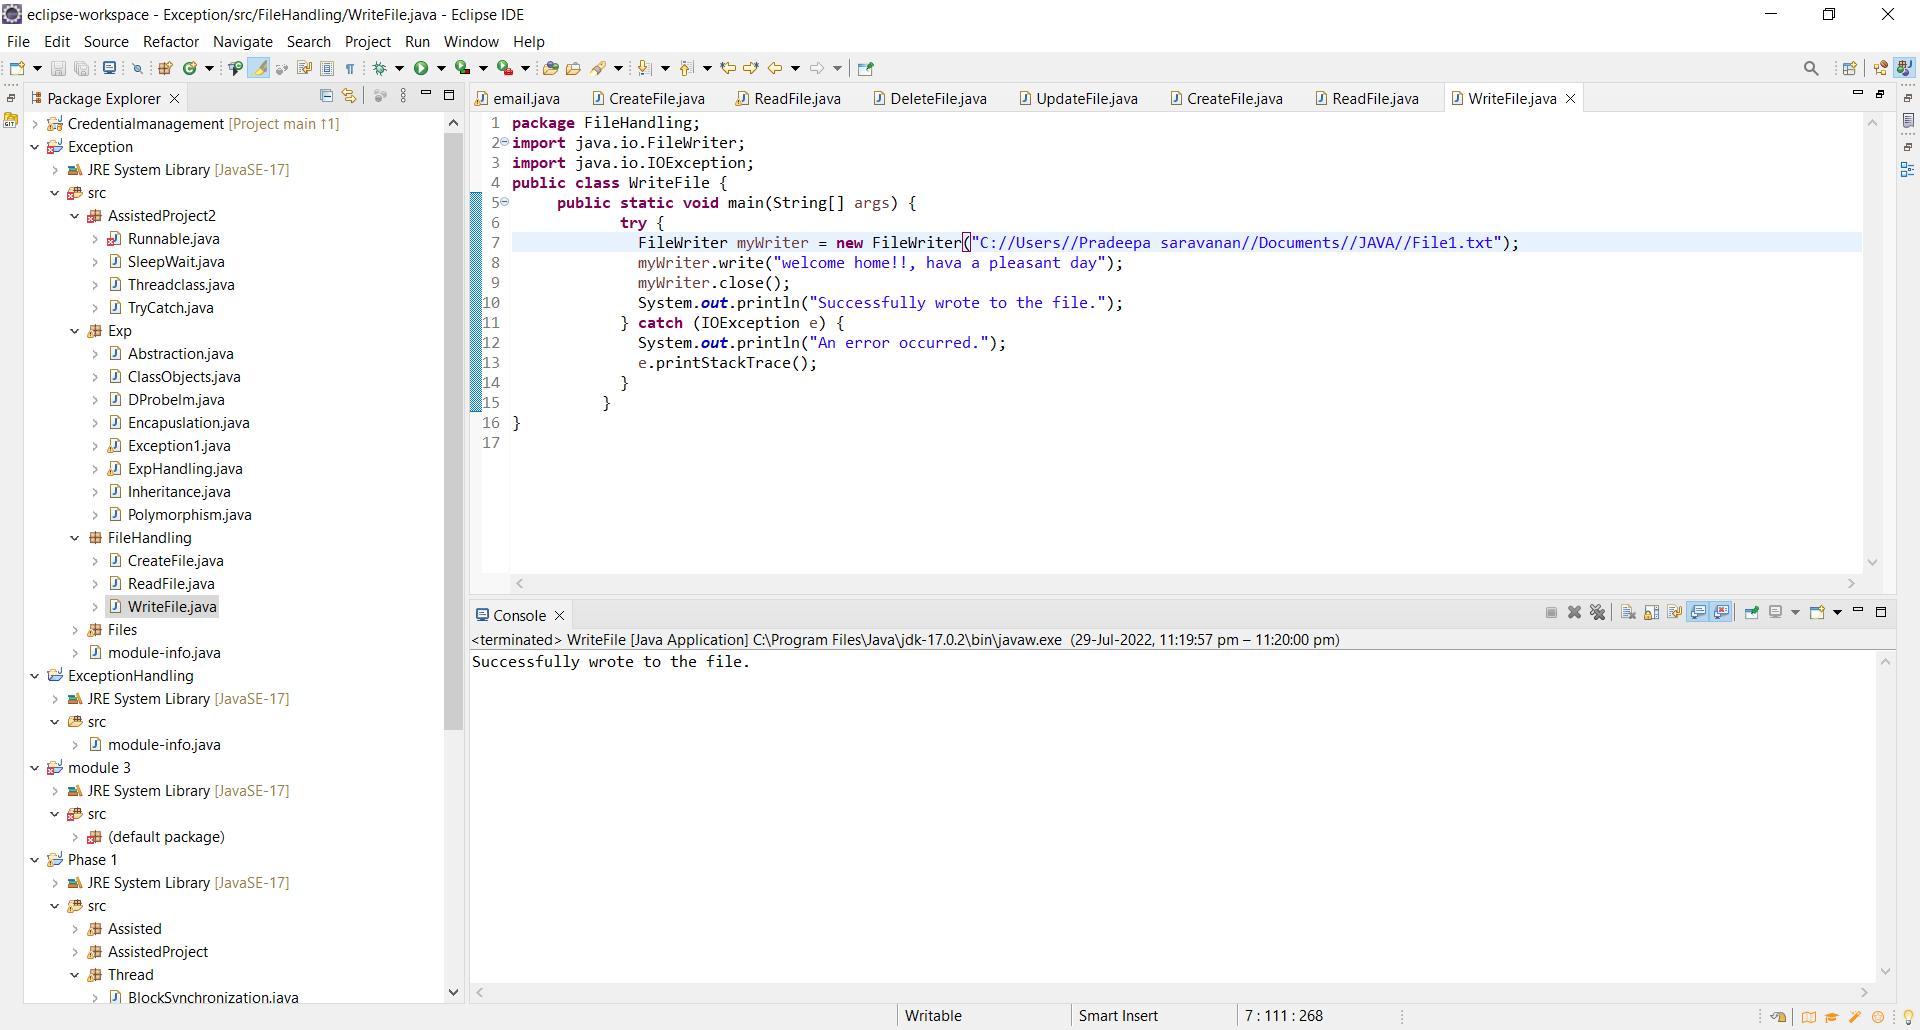 eclipse-workspace - Exception/src/FileHandling/WriteFile.java - Eclipse IDE
File Edit Source Refactor Navigate Search Project Run Window Help
Package Explorer
CredentialManagement [Project main ↑1]
Exception
JRE System Library [JavaSE-17]
src
AssistedProject2
Runnable.java
SleepWait.java
Threadclass.java
TryCatch.java
Exp
Abstraction.java
ClassObjects.java
DProbelm.java
Encapuslation.java
Exception1.java
ExpHandling.java
Inheritance.java
Polymorphism.java
FileHandling
CreateFile.java
ReadFile.java
WriteFile.java
Files
module-info.java
ExceptionHandling
JRE System Library [JavaSE-17]
src
module-info.java
module 3
JRE System Library [JavaSE-17]
src
(default package)
Phase 1
JRE System Library [JavaSE-17]
src
Assisted
AssistedProject
Thread
BlockSynchronization.java
email.java CreateFile.java ReadFile.java DeleteFile.java UpdateFile.java CreateFile.java ReadFile.java WriteFile.java
1 package FileHandling;
2 import java.io.FileWriter;
3 import java.io.IOException;
4 public class WriteFile {
5 public static void main(String[] args) {
6 try {
7 FileWriter myWriter = new FileWriter("C://Users//Pradeepa saravanan//Documents//JAVA//File1.txt");
8 myWriter.write("welcome home!!, hava a pleasant day");
9 myWriter.close();
10 System.out.println("Successfully wrote to the file.");
11 } catch (IOException e) {
12 System.out.println("An error occurred.");
13 e.printStackTrace();
14 }
15 }
16 }
17
Console
<terminated> WriteFile [Java Application] C:\Program Files\Java\jdk-17.0.2\bin\javaw.exe (29-Jul-2022, 11:19:57 pm – 11:20:00 pm)
Successfully wrote to the file.
Writable Smart Insert 7 : 111 : 268